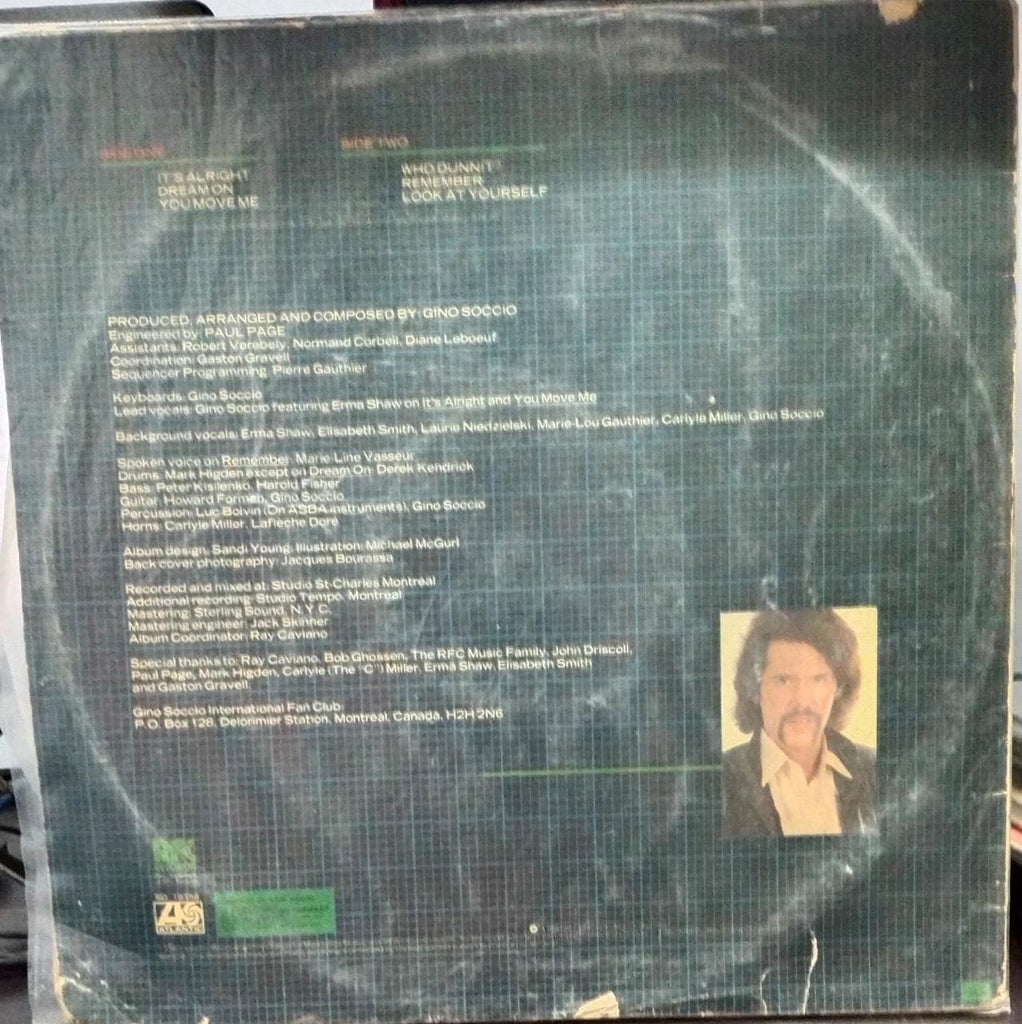 SIDE ONE
IT'S ALRIGHT
DREAM ON
YOU MOVE ME
SIDE TWO
WHO DUNNIT?
REMEMBER
LOOK AT YOURSELF
PRODUCED, ARRANGED AND COMPOSED BY: GINO SOCCIO
Engineered by: PAUL PAGE
Assistants: Robert Verebely, Normand Corbeil, Diane Leboeuf
Coordination: Gaston Gravell
Sequencer Programming: Pierre Gauthier
Keyboards: Gino Soccio
Lead vocals: Gino Soccio featuring Erma Shaw on It's Alright and You Move Me
Background vocals: Erma Shaw, Elisabeth Smith, Laurie Niedzielski, Marie-Lou Gauthier, Carlyle Miller, Gino Soccio
Spoken voice on Remember: Marie-Line Vasseur
Drums: Mark Higden except on Dream On: Derek Kendrick
Bass: Peter Kisilenko, Harold Fisher
Guitar: Howard Forman, Gino Soccio
Percussion: Luc Boivin (On ASBA instruments), Gino Soccio
Horns: Carlyle Miller, Lafleche Doré
Album design: Sandi Young; Illustration: Michael McGurl
Back cover photography: Jacques Bourassa
Recorded and mixed at: Studio St-Charles Montreal
Additional recording: Studio Tempo, Montreal
Mastering: Sterling Sound, N.Y.C.
Mastering engineer: Jack Skinner
Album Coordinator: Ray Caviano
Special thanks to: Ray Caviano, Bob Ghossen, The RFC Music Family, John Driscoll,
Paul Page, Mark Higden, Carlyle (The "C") Miller, Erma Shaw, Elisabeth Smith
and Gaston Gravell
Gino Soccio International Fan Club:
P.O. Box 128, Delorimier Station, Montreal, Canada, H2H 2N6
RFC
ATLANTIC